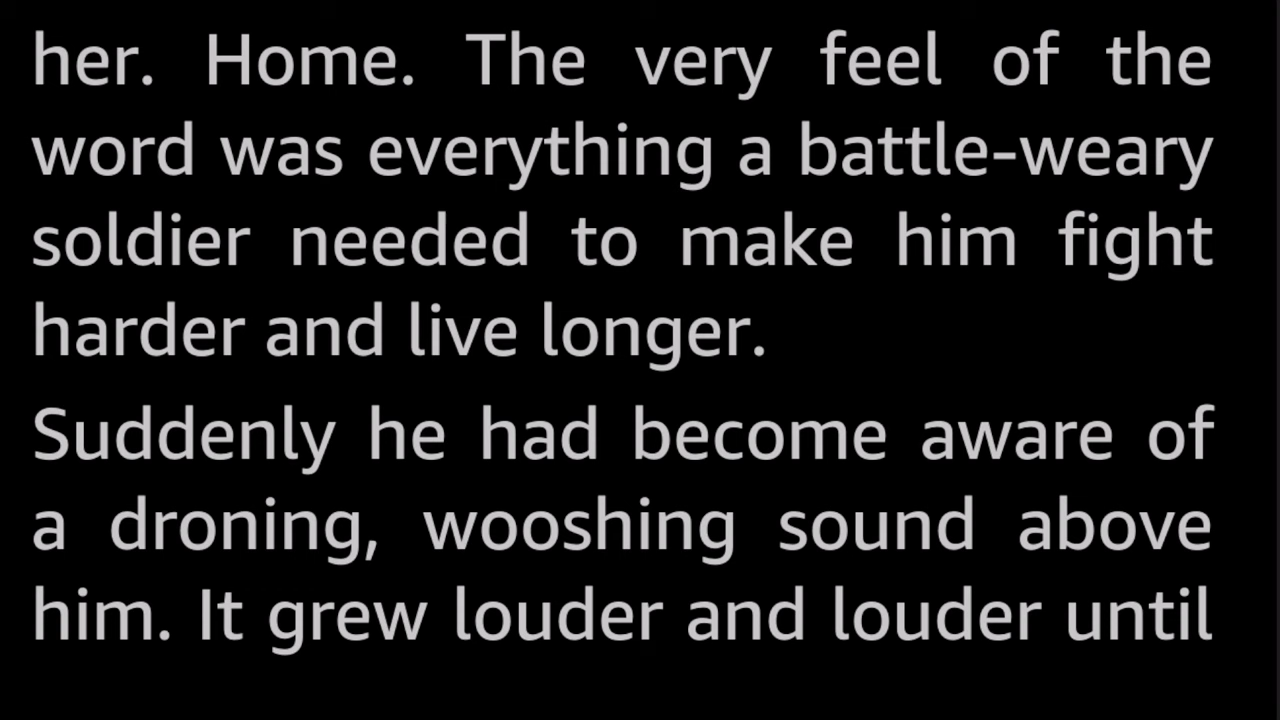 her. Home. The very feel of the
word was everything a battle-weary
soldier needed to make him fight
harder and live longer.
Suddenly he had become aware of
a droning, wooshing sound above
him. It grew louder and louder until